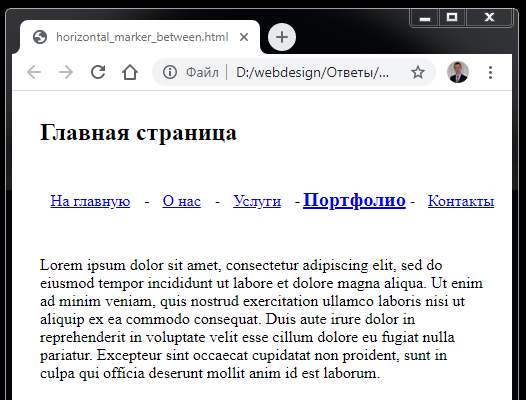 horizontal_marker_between.html
Файл D:/webdesign/Ответы/...
Главная страница
На главную - О нас - Услуги - Портфолио - Контакты
Lorem ipsum dolor sit amet, consectetur adipiscing elit, sed do
eiusmod tempor incididunt ut labore et dolore magna aliqua. Ut enim
ad minim veniam, quis nostrud exercitation ullamco laboris nisi ut
aliquip ex ea commodo consequat. Duis aute irure dolor in
reprehenderit in voluptate velit esse cillum dolore eu fugiat nulla
pariatur. Excepteur sint occaecat cupidatat non proident, sunt in
culpa qui officia deserunt mollit anim id est laborum.